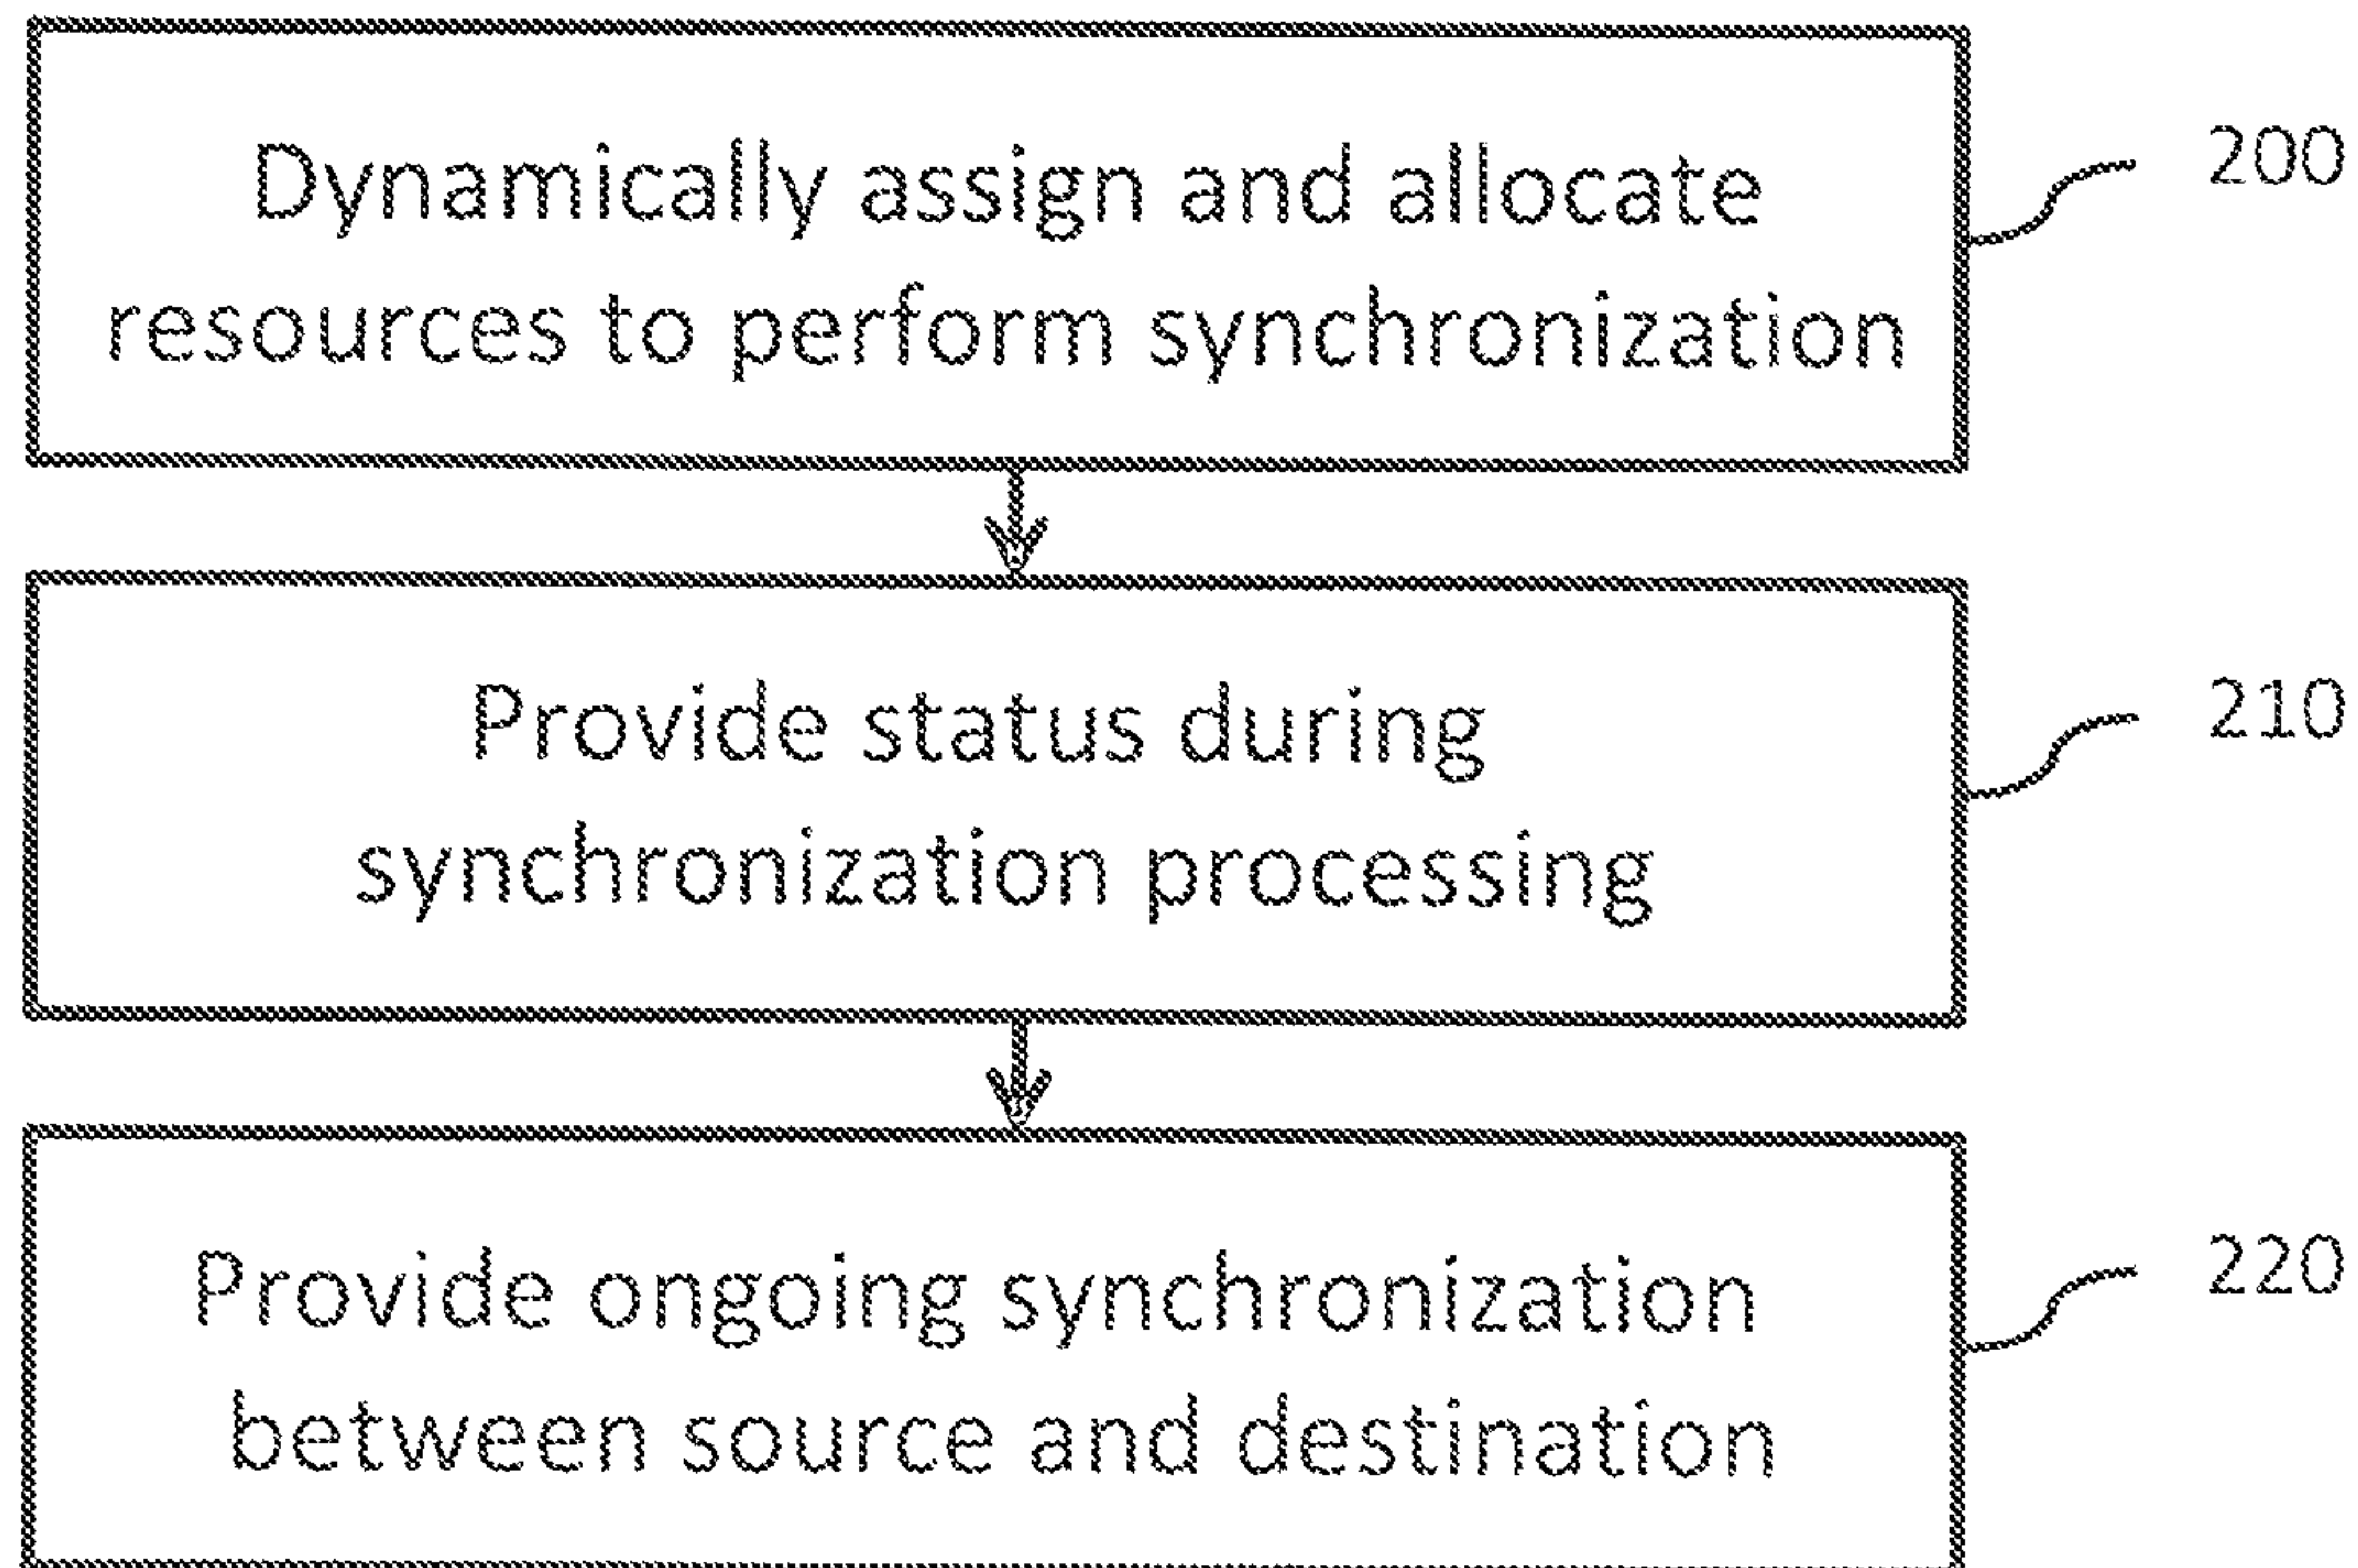 Dynamically assign and allocate
resources to perform synchronization
200
Provide status during
synchronization processing
210
Provide ongoing synchronization
between source and destination
220